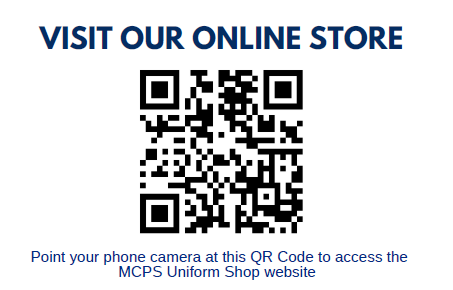 VISIT OUR ONLINE STORE
Point your phone camera at this QR Code to access the
MCPS Uniform Shop website